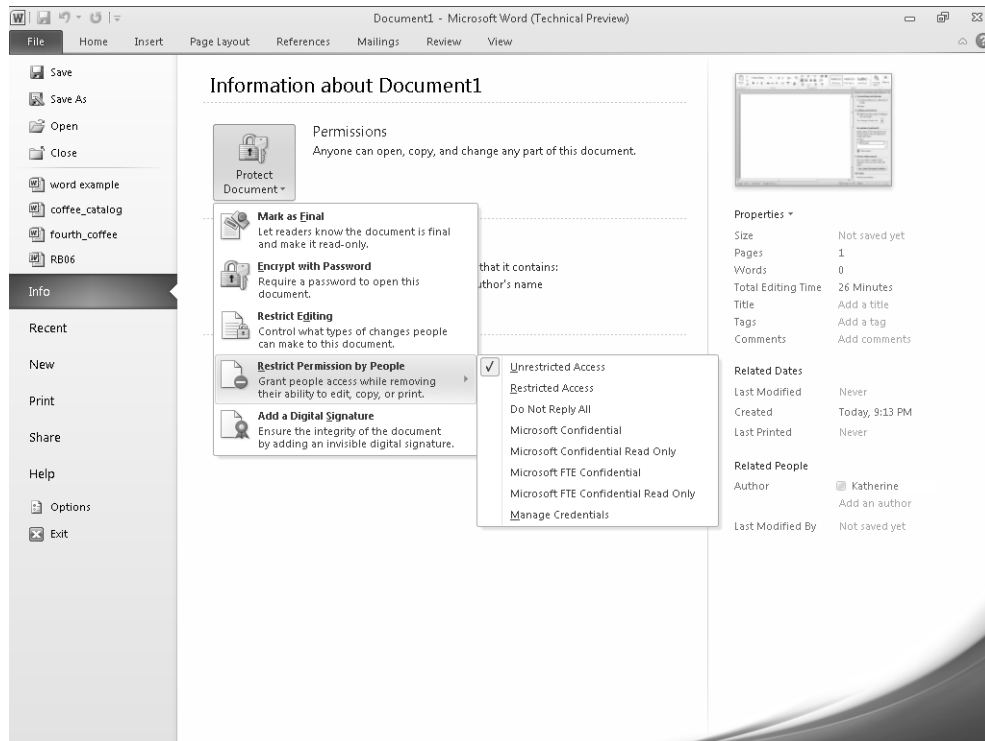 Document1 - Microsoft Word (Technical Preview)
File Home Insert Page Layout References Mailings Review View
Save
Save As
Open
Close
word example
coffee_catalog
fourth_coffee
RB06
Info
Recent
New
Print
Share
Help
Options
Exit
Information about Document1
Protect
Document
Permissions
Anyone can open, copy, and change any part of this document.
Mark as Final
Let readers know the document is final
and make it read-only.
Encrypt with Password
Require a password to open this
document.
Restrict Editing
Control what types of changes people
can make to this document.
Restrict Permission by People
Grant people access while removing
their ability to edit, copy, or print.
Add a Digital Signature
Ensure the integrity of the document
by adding an invisible digital signature.
that it contains:
uthor's name
Unrestricted Access
Restricted Access
Do Not Reply All
Microsoft Confidential
Microsoft Confidential Read Only
Microsoft FTE Confidential
Microsoft FTE Confidential Read Only
Manage Credentials
Properties
Size Not saved yet
Pages 1
Words 0
Total Editing Time 26 Minutes
Title Add a title
Tags Add a tag
Comments Add comments
Related Dates
Last Modified Never
Created Today, 9:13 PM
Last Printed Never
Related People
Author Katherine
Add an author
Last Modified By Not saved yet